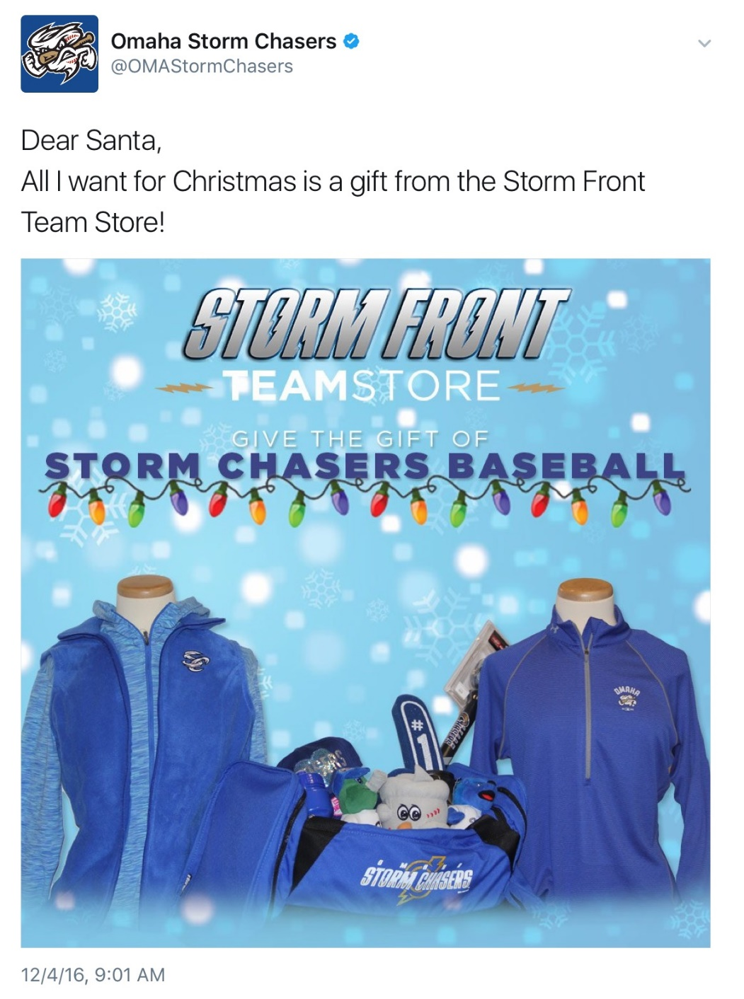 Omaha Storm Chasers
@OMAStormChasers
Dear Santa,
All I want for Christmas is a gift from the Storm Front
Team Store!
STORM FRONT
TEAMSTORE
GIVE THE GIFT OF
STORM CHASERS BASEBALL
OMAHA
#1
OMAHA
STORM CHASERS
12/4/16, 9:01 AM